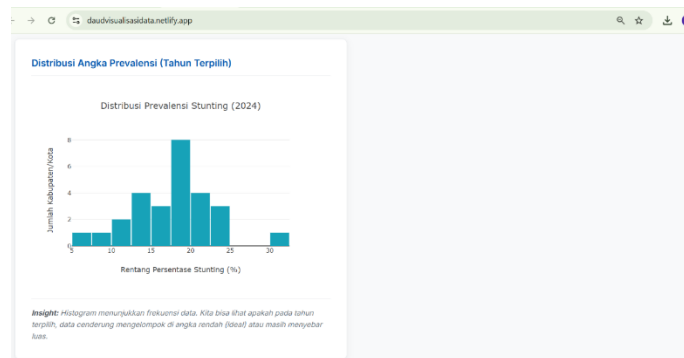 daudvisualisasidata.netlify.app
Distribusi Angka Prevalensi (Tahun Terpilih)
Distribusi Prevalensi Stunting (2024)
8
6
4
2
0
Jumlah Kabupaten/Kota
5 10 15 20 25 30
Rentang Persentase Stunting (%)
Insight: Histogram menunjukkan frekuensi data. Kita bisa lihat apakah pada tahun
terpilih, data cenderung mengelompok di angka rendah (ideal) atau masih menyebar
luas.